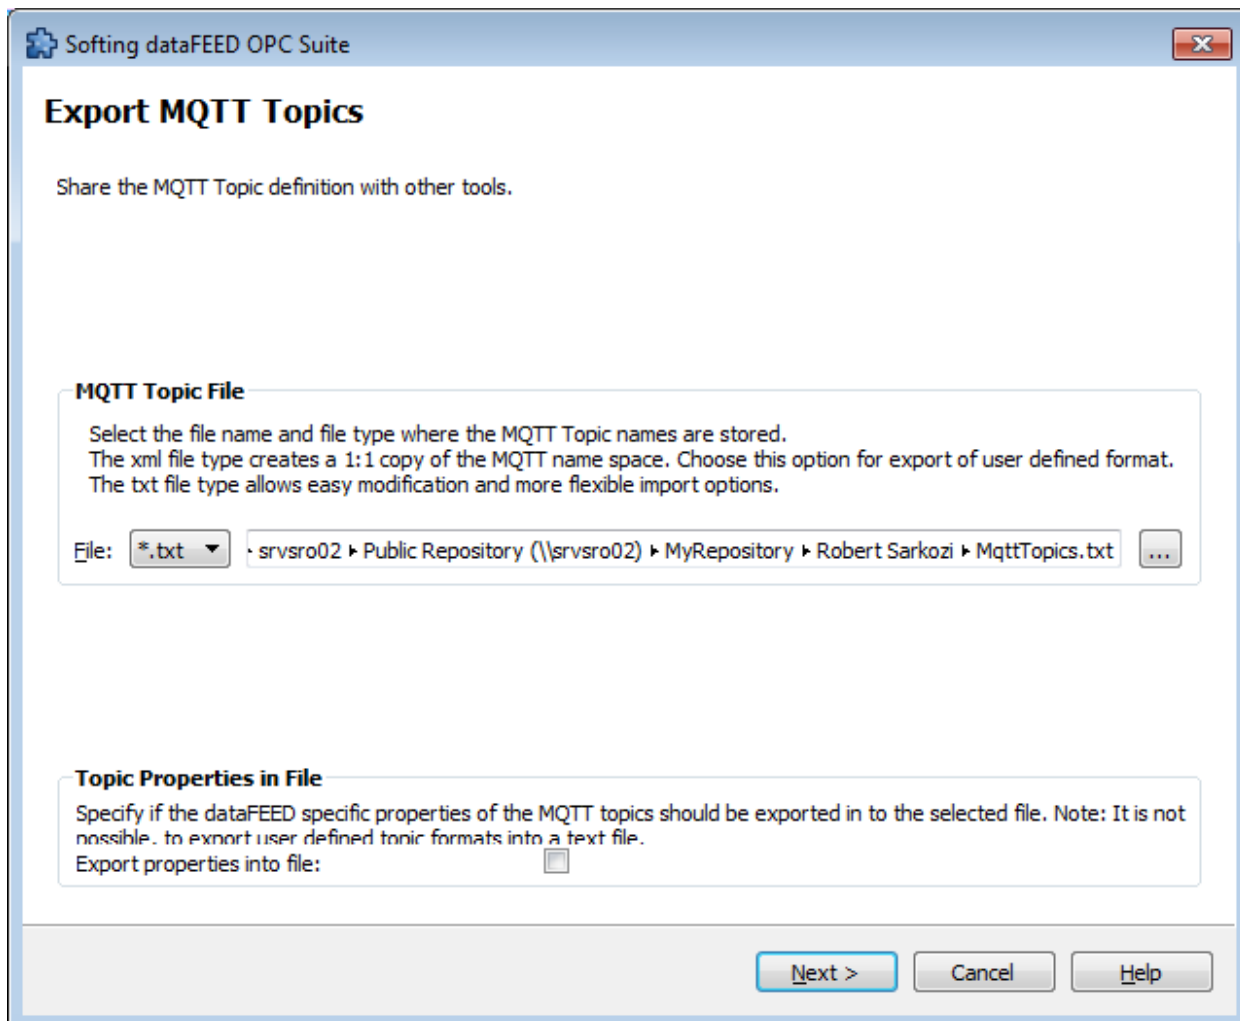 Softing dataFEED OPC Suite
Export MQTT Topics
Share the MQTT Topic definition with other tools.
MQTT Topic File
Select the file name and file type where the MQTT Topic names are stored.
The xml file type creates a 1:1 copy of the MQTT name space. Choose this option for export of user defined format.
The txt file type allows easy modification and more flexible import options.
File: *.txt ▸ srvsro02 ▸ Public Repository (\\srvsro02) ▸ MyRepository ▸ Robert Sarkozi ▸ MqttTopics.txt ...
Topic Properties in File
Specify if the dataFEED specific properties of the MQTT topics should be exported in to the selected file. Note: It is not
possible, to export user defined topic formats into a text file.
Export properties into file:
Next > Cancel Help